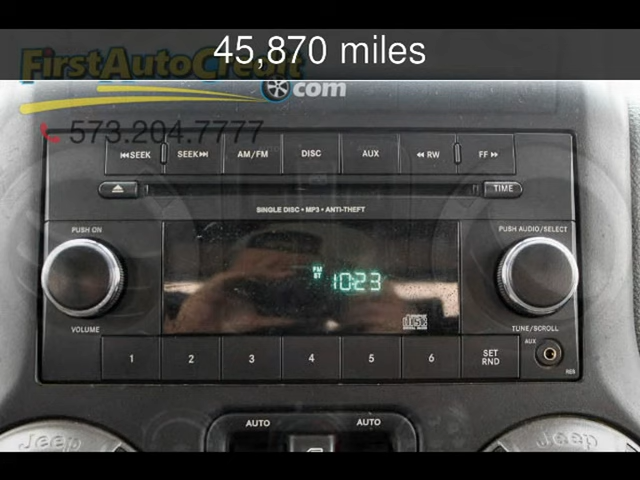 45,870 miles
FirstAutoCredit
.com
573.204.7777
SEEK SEEK AM/FM DISC AUX RW FF
TIME
SINGLE DISC • MP3 • ANTI-THEFT
PUSH ON
PUSH AUDIO/SELECT
FM
ST
10:23
VOLUME
TUNE/SCROLL
1 2 3 4 5 6 SET RND
AUX
AUTO AUTO
Jeep Jeep